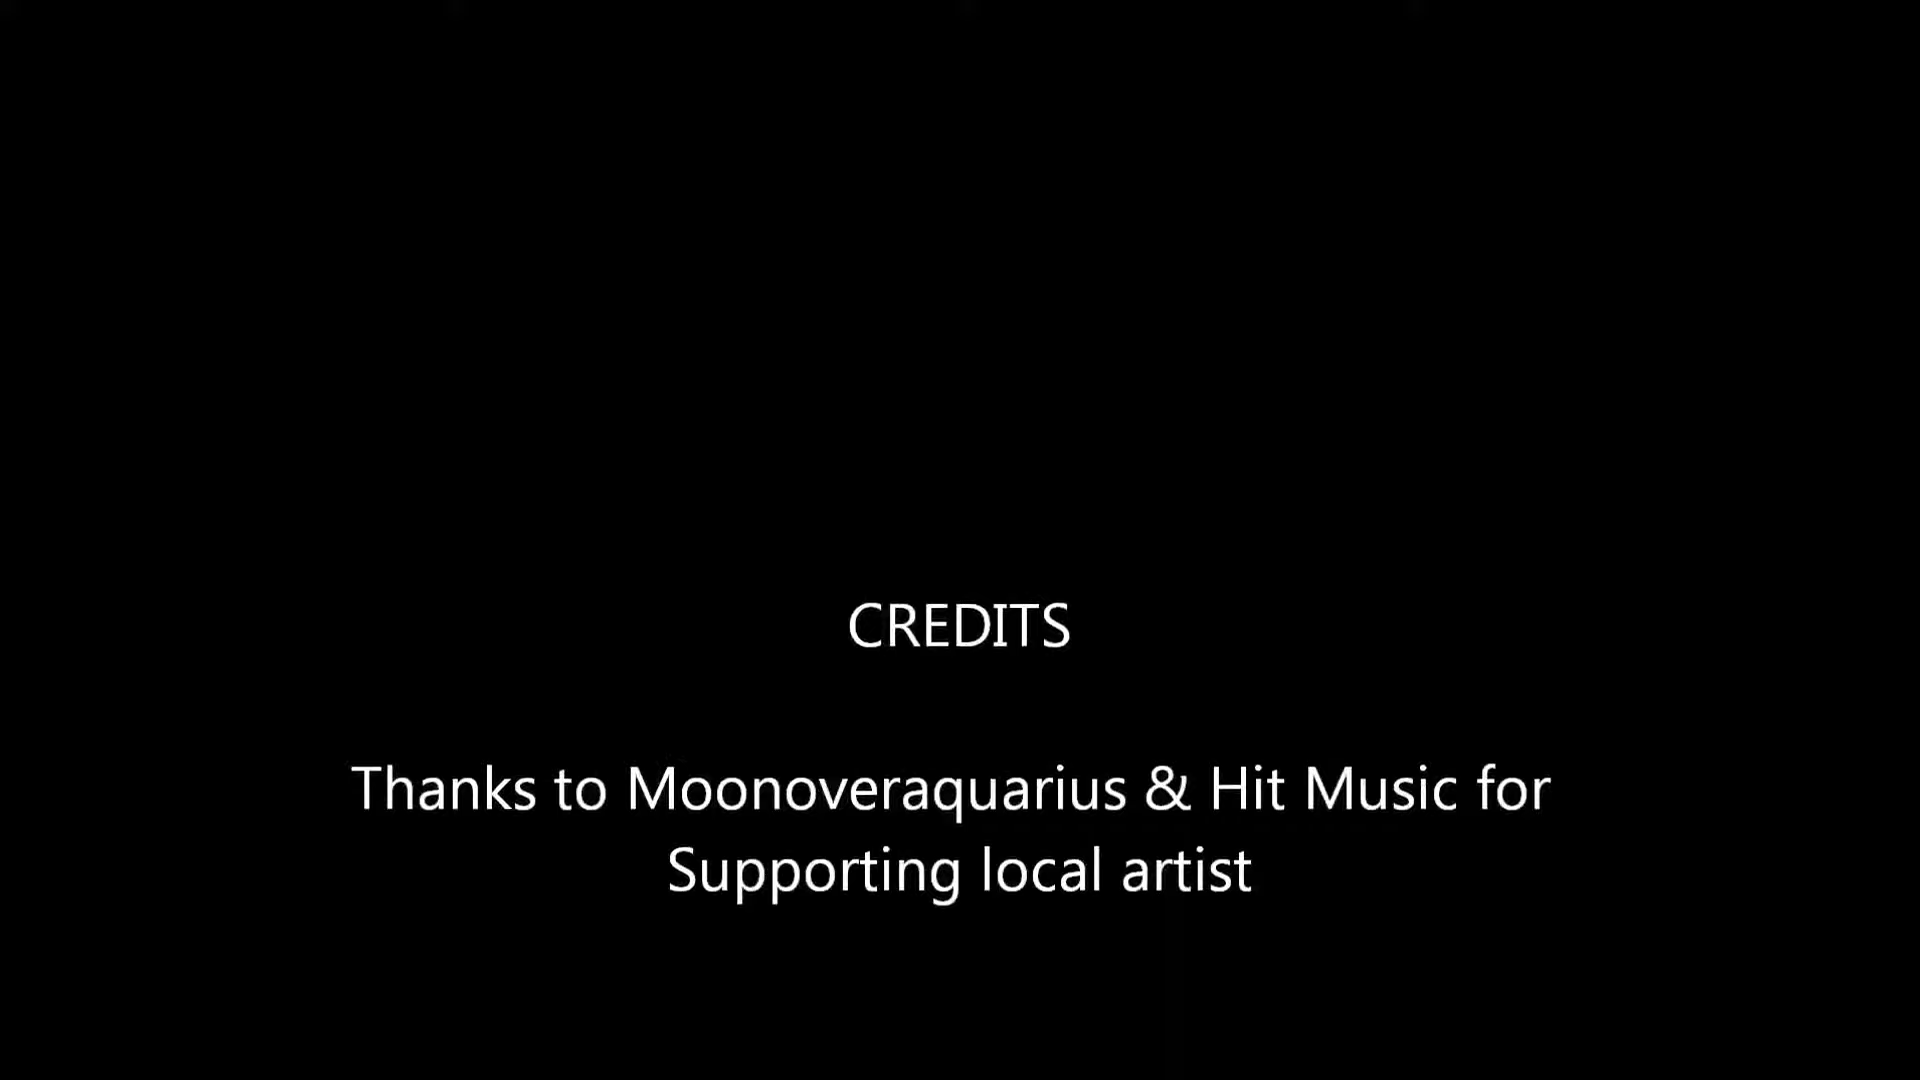 CREDITS
Thanks to Moonoveraquarius & Hit Music for
Supporting local artist